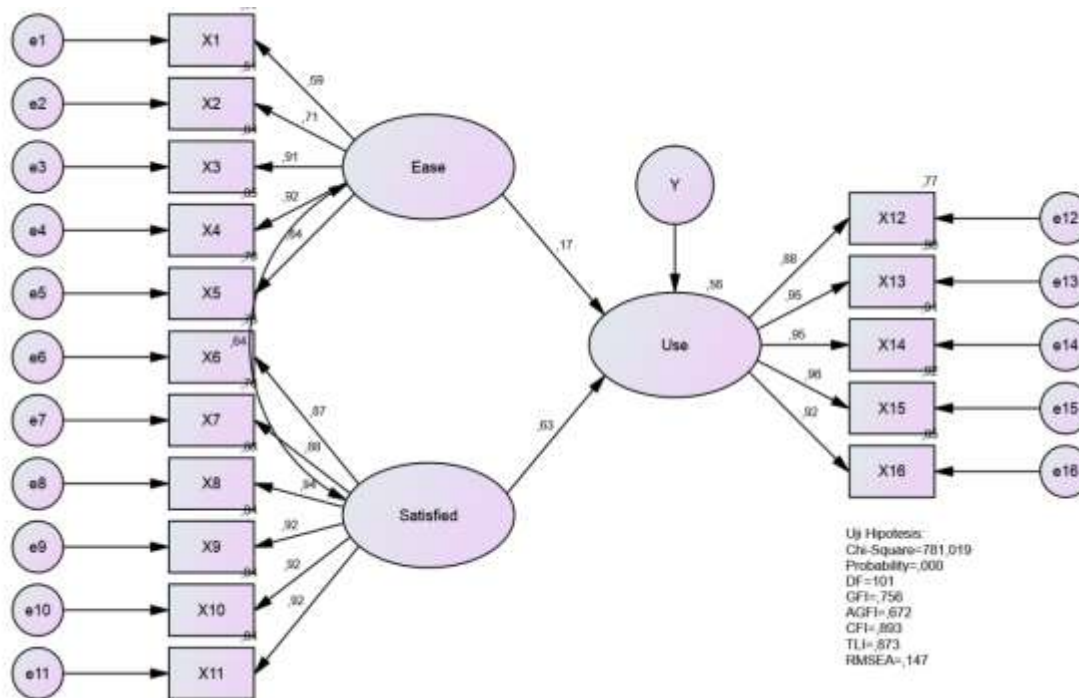 e1
X1
,59
e2
X2
,71
e3
X3
,91
Ease
e4
X4
,92
e5
X5
e6
X6
,64
,87
e7
X7
,88
e8
X8
,94
Satisfied
e9
X9
,92
e10
X10
,92
e11
X11
,92
,17
,63
Y
,56
Use
,77
,88
X12
e12
,95
X13
e13
,95
X14
e14
,96
X15
e15
,92
X16
e16
Uji Hipotesis:
Chi-Square=781,019
Probability=,000
DF=101
GFI=,756
AGFI=,672
CFI=,893
TLI=,873
RMSEA=,147